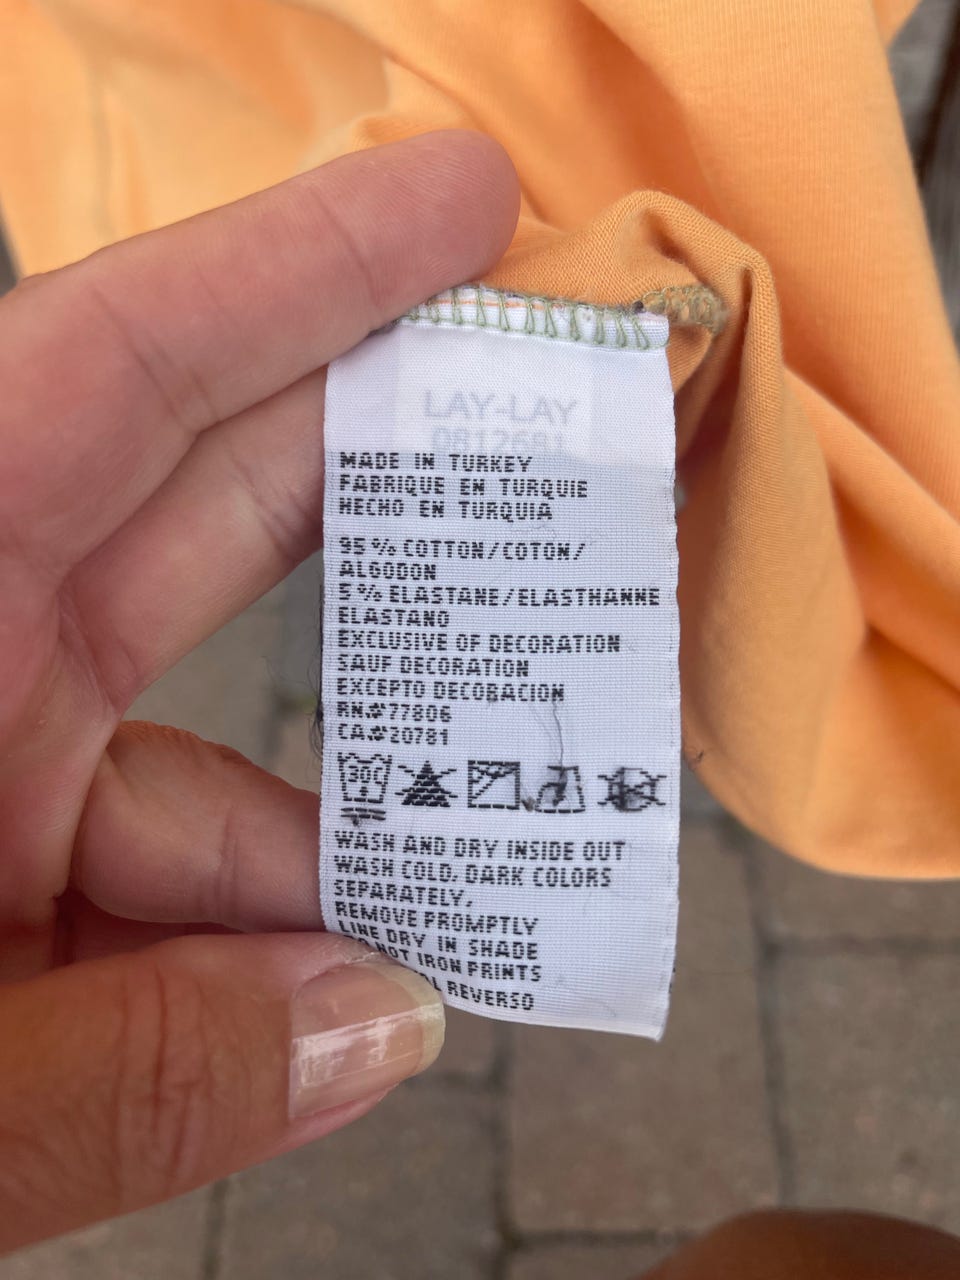 LAY-LAY
0812681
MADE IN TURKEY
FABRIQUE EN TURQUIE
HECHO EN TURQUIA
95 % COTTON/COTON/
ALGODON
5 % ELASTANE/ELASTHANNE
ELASTANO
EXCLUSIVE OF DECORATION
SAUF DECORATION
EXCEPTO DECORACION
RN#77806
CA#20781
30C
WASH AND DRY INSIDE OUT
WASH COLD. DARK COLORS
SEPARATELY,
REMOVE PROMPTLY
LINE DRY IN SHADE
NOT IRON PRINTS
REVERSO